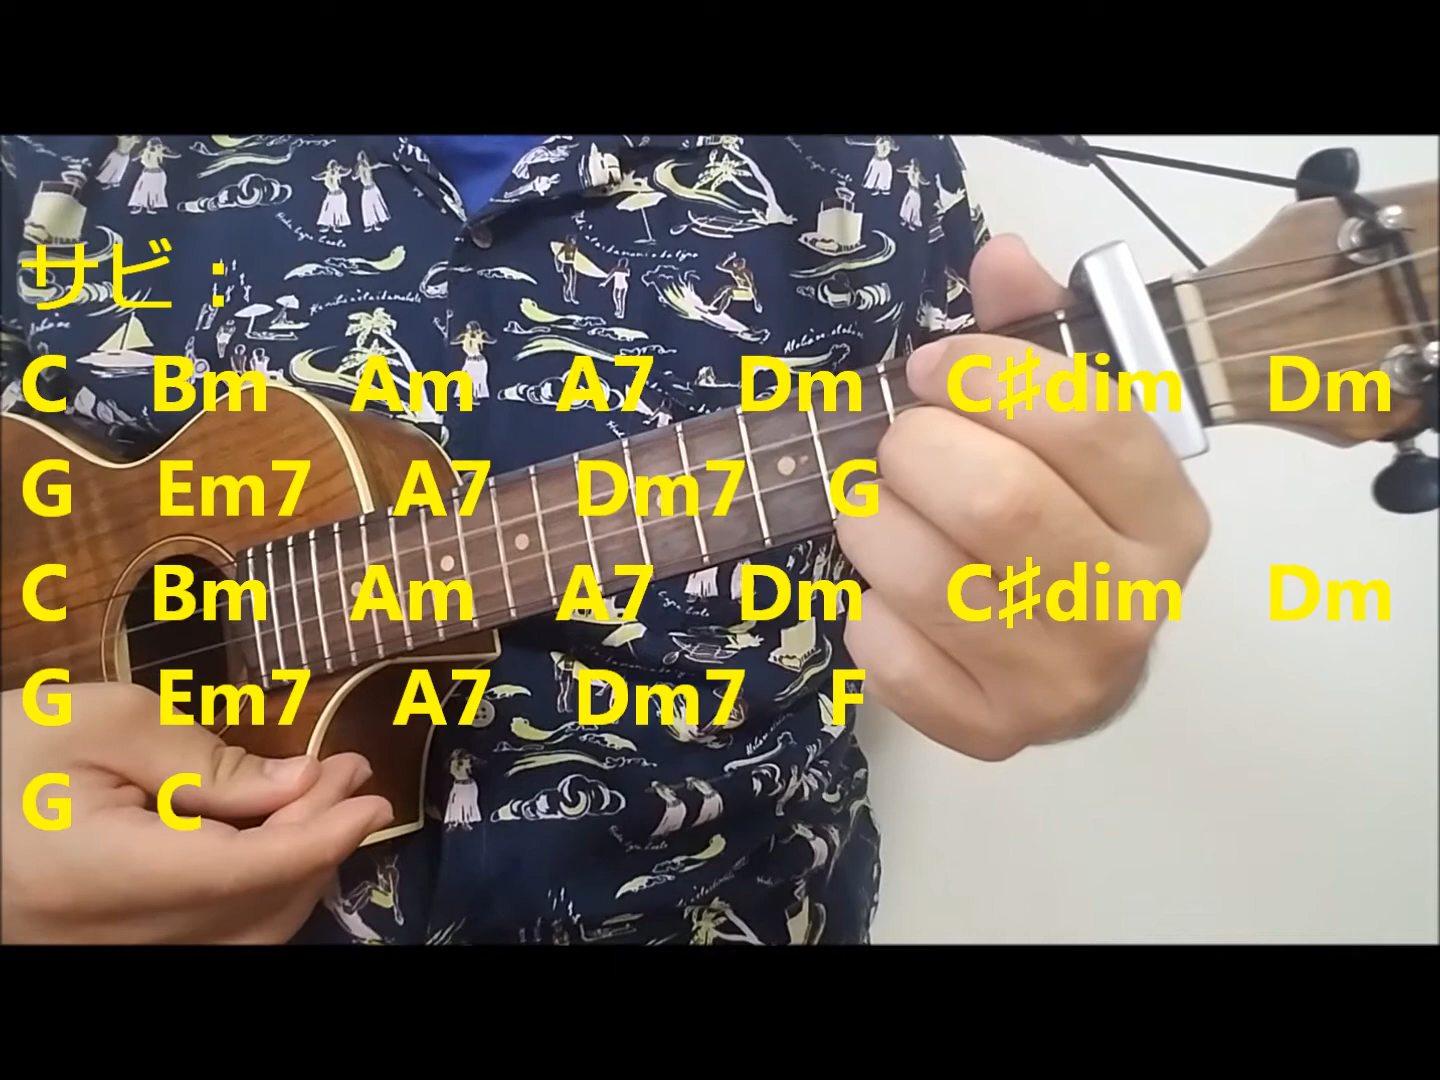 サビ：
C Bm Am A7 Dm C♯dim Dm
G Em7 A7 Dm7 G
C Bm Am A7 Dm C♯dim Dm
G Em7 A7 Dm7 F
G C